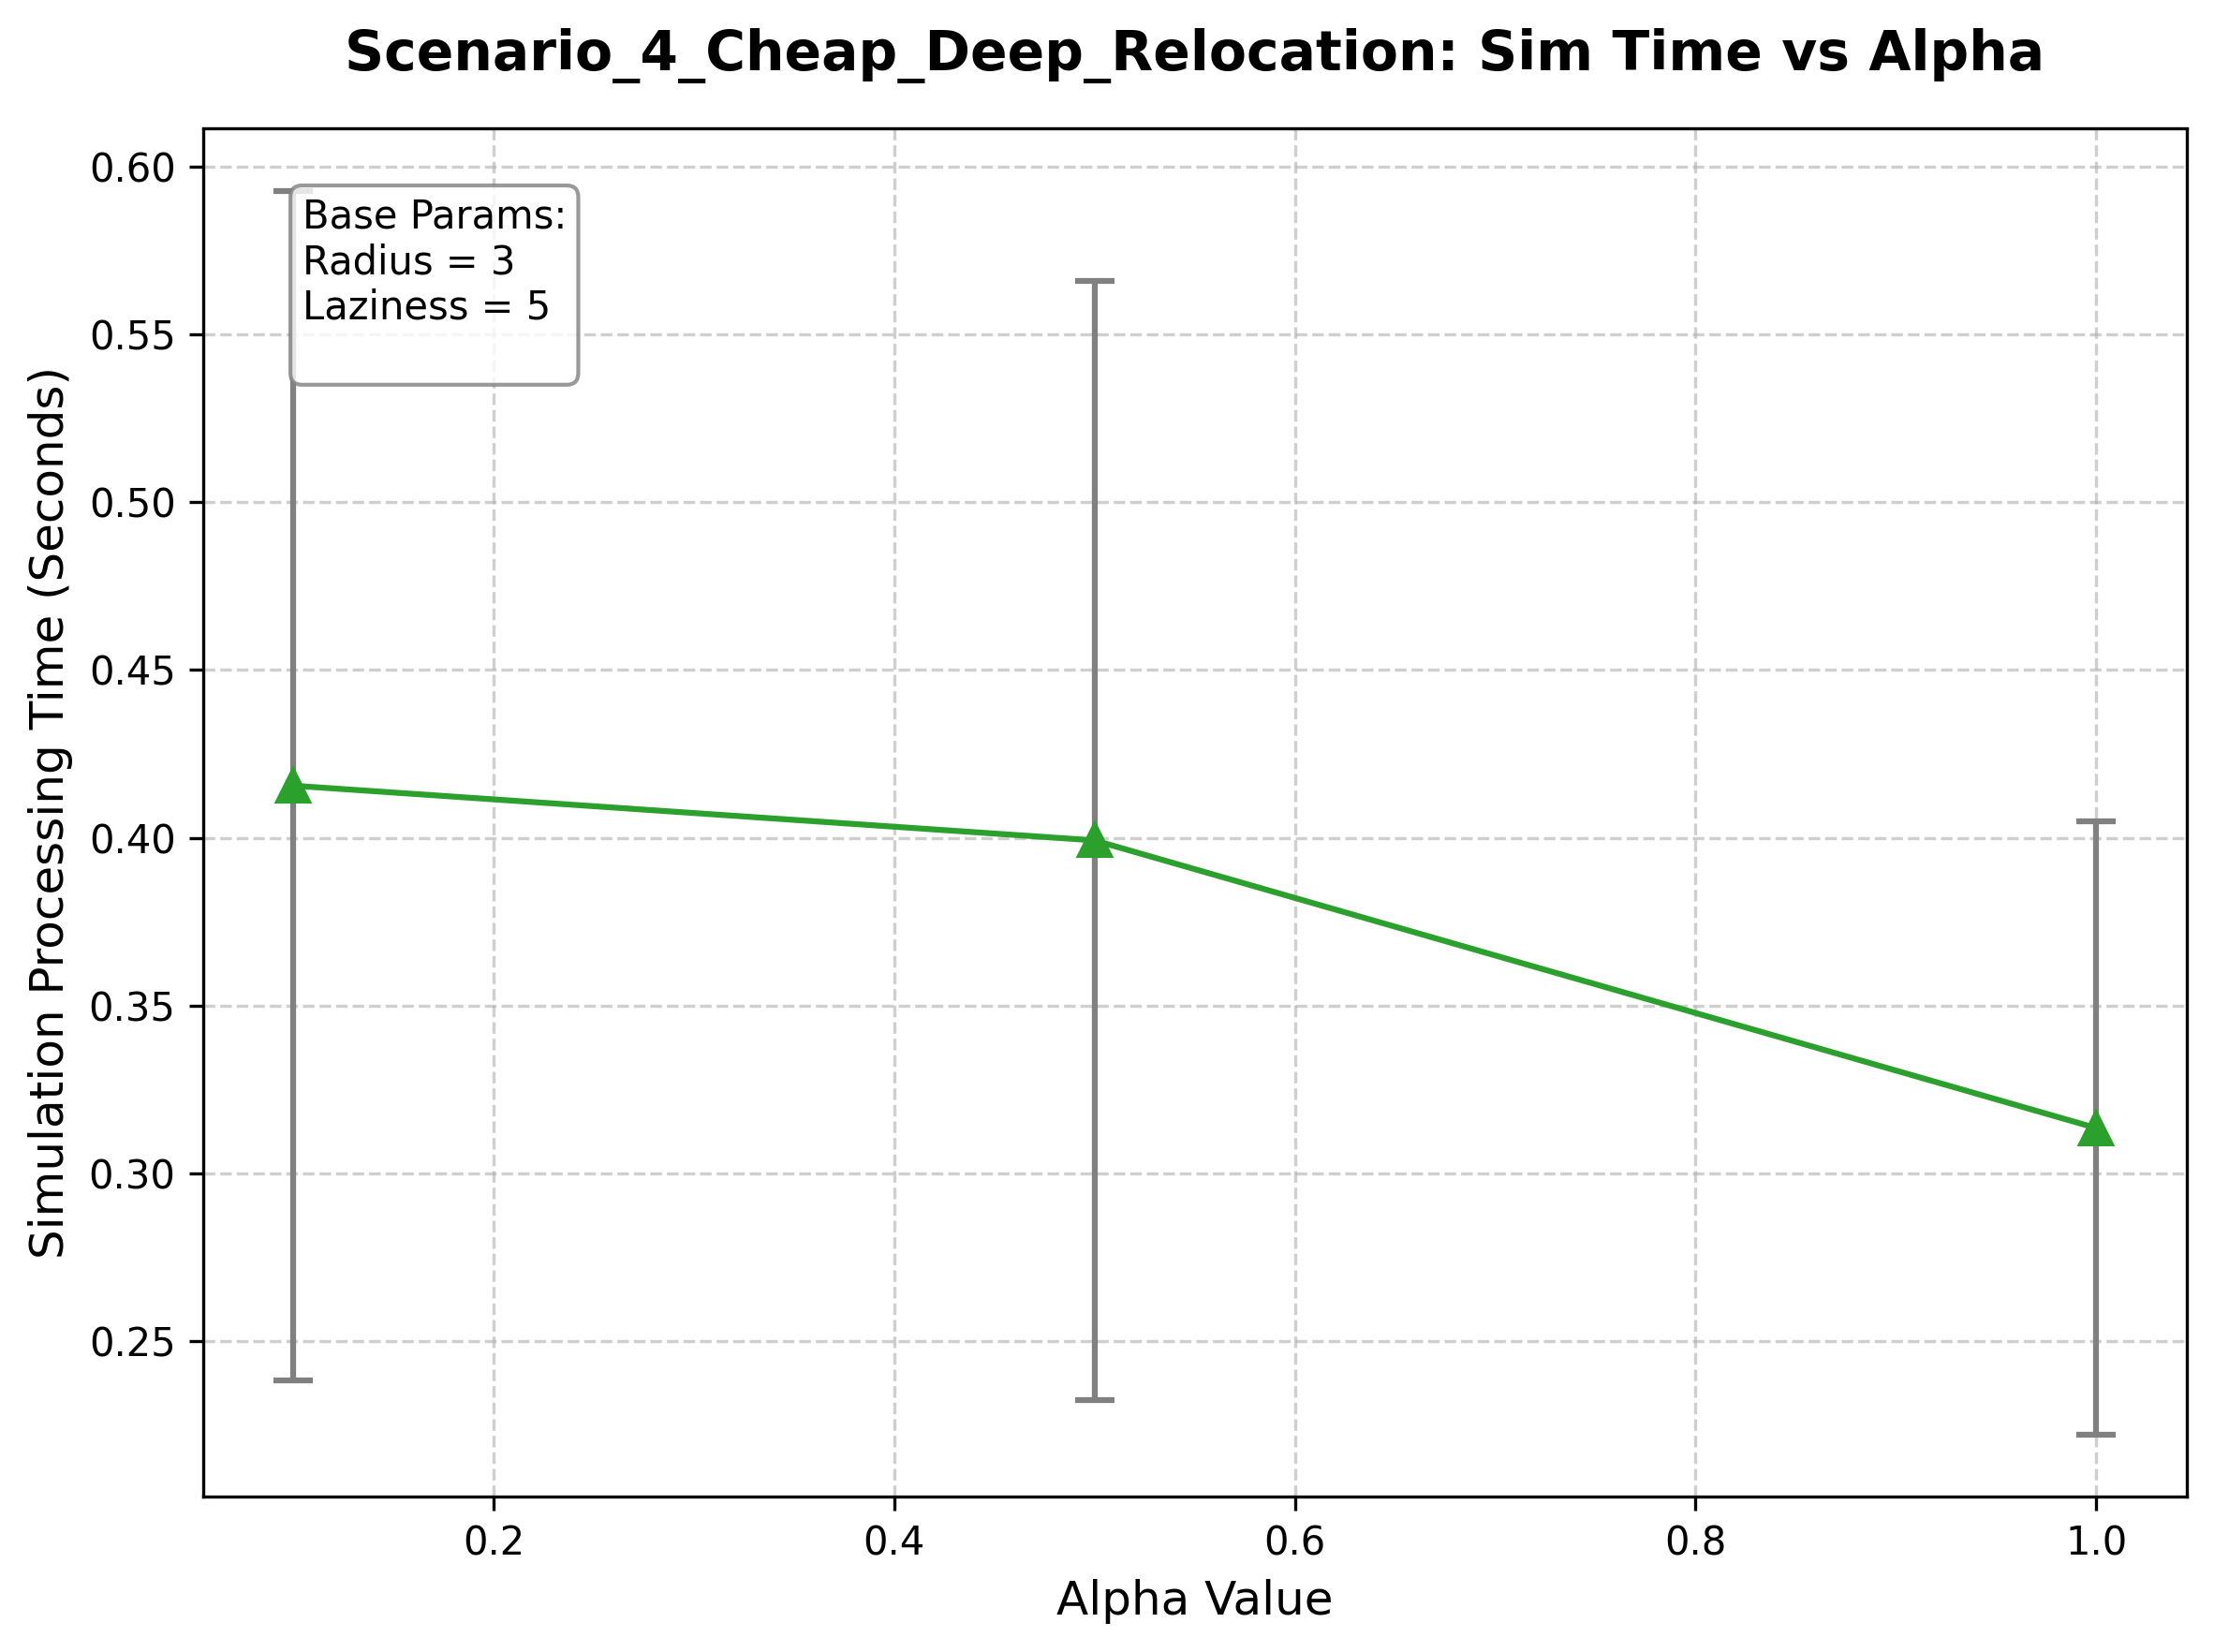 Scenario_4_Cheap_Deep_Relocation: Sim Time vs Alpha
Simulation Processing Time (Seconds)
0.60
0.55
0.50
0.45
0.40
0.35
0.30
0.25
Base Params:
Radius = 3
Laziness = 5
0.2
0.4
0.6
0.8
1.0
Alpha Value